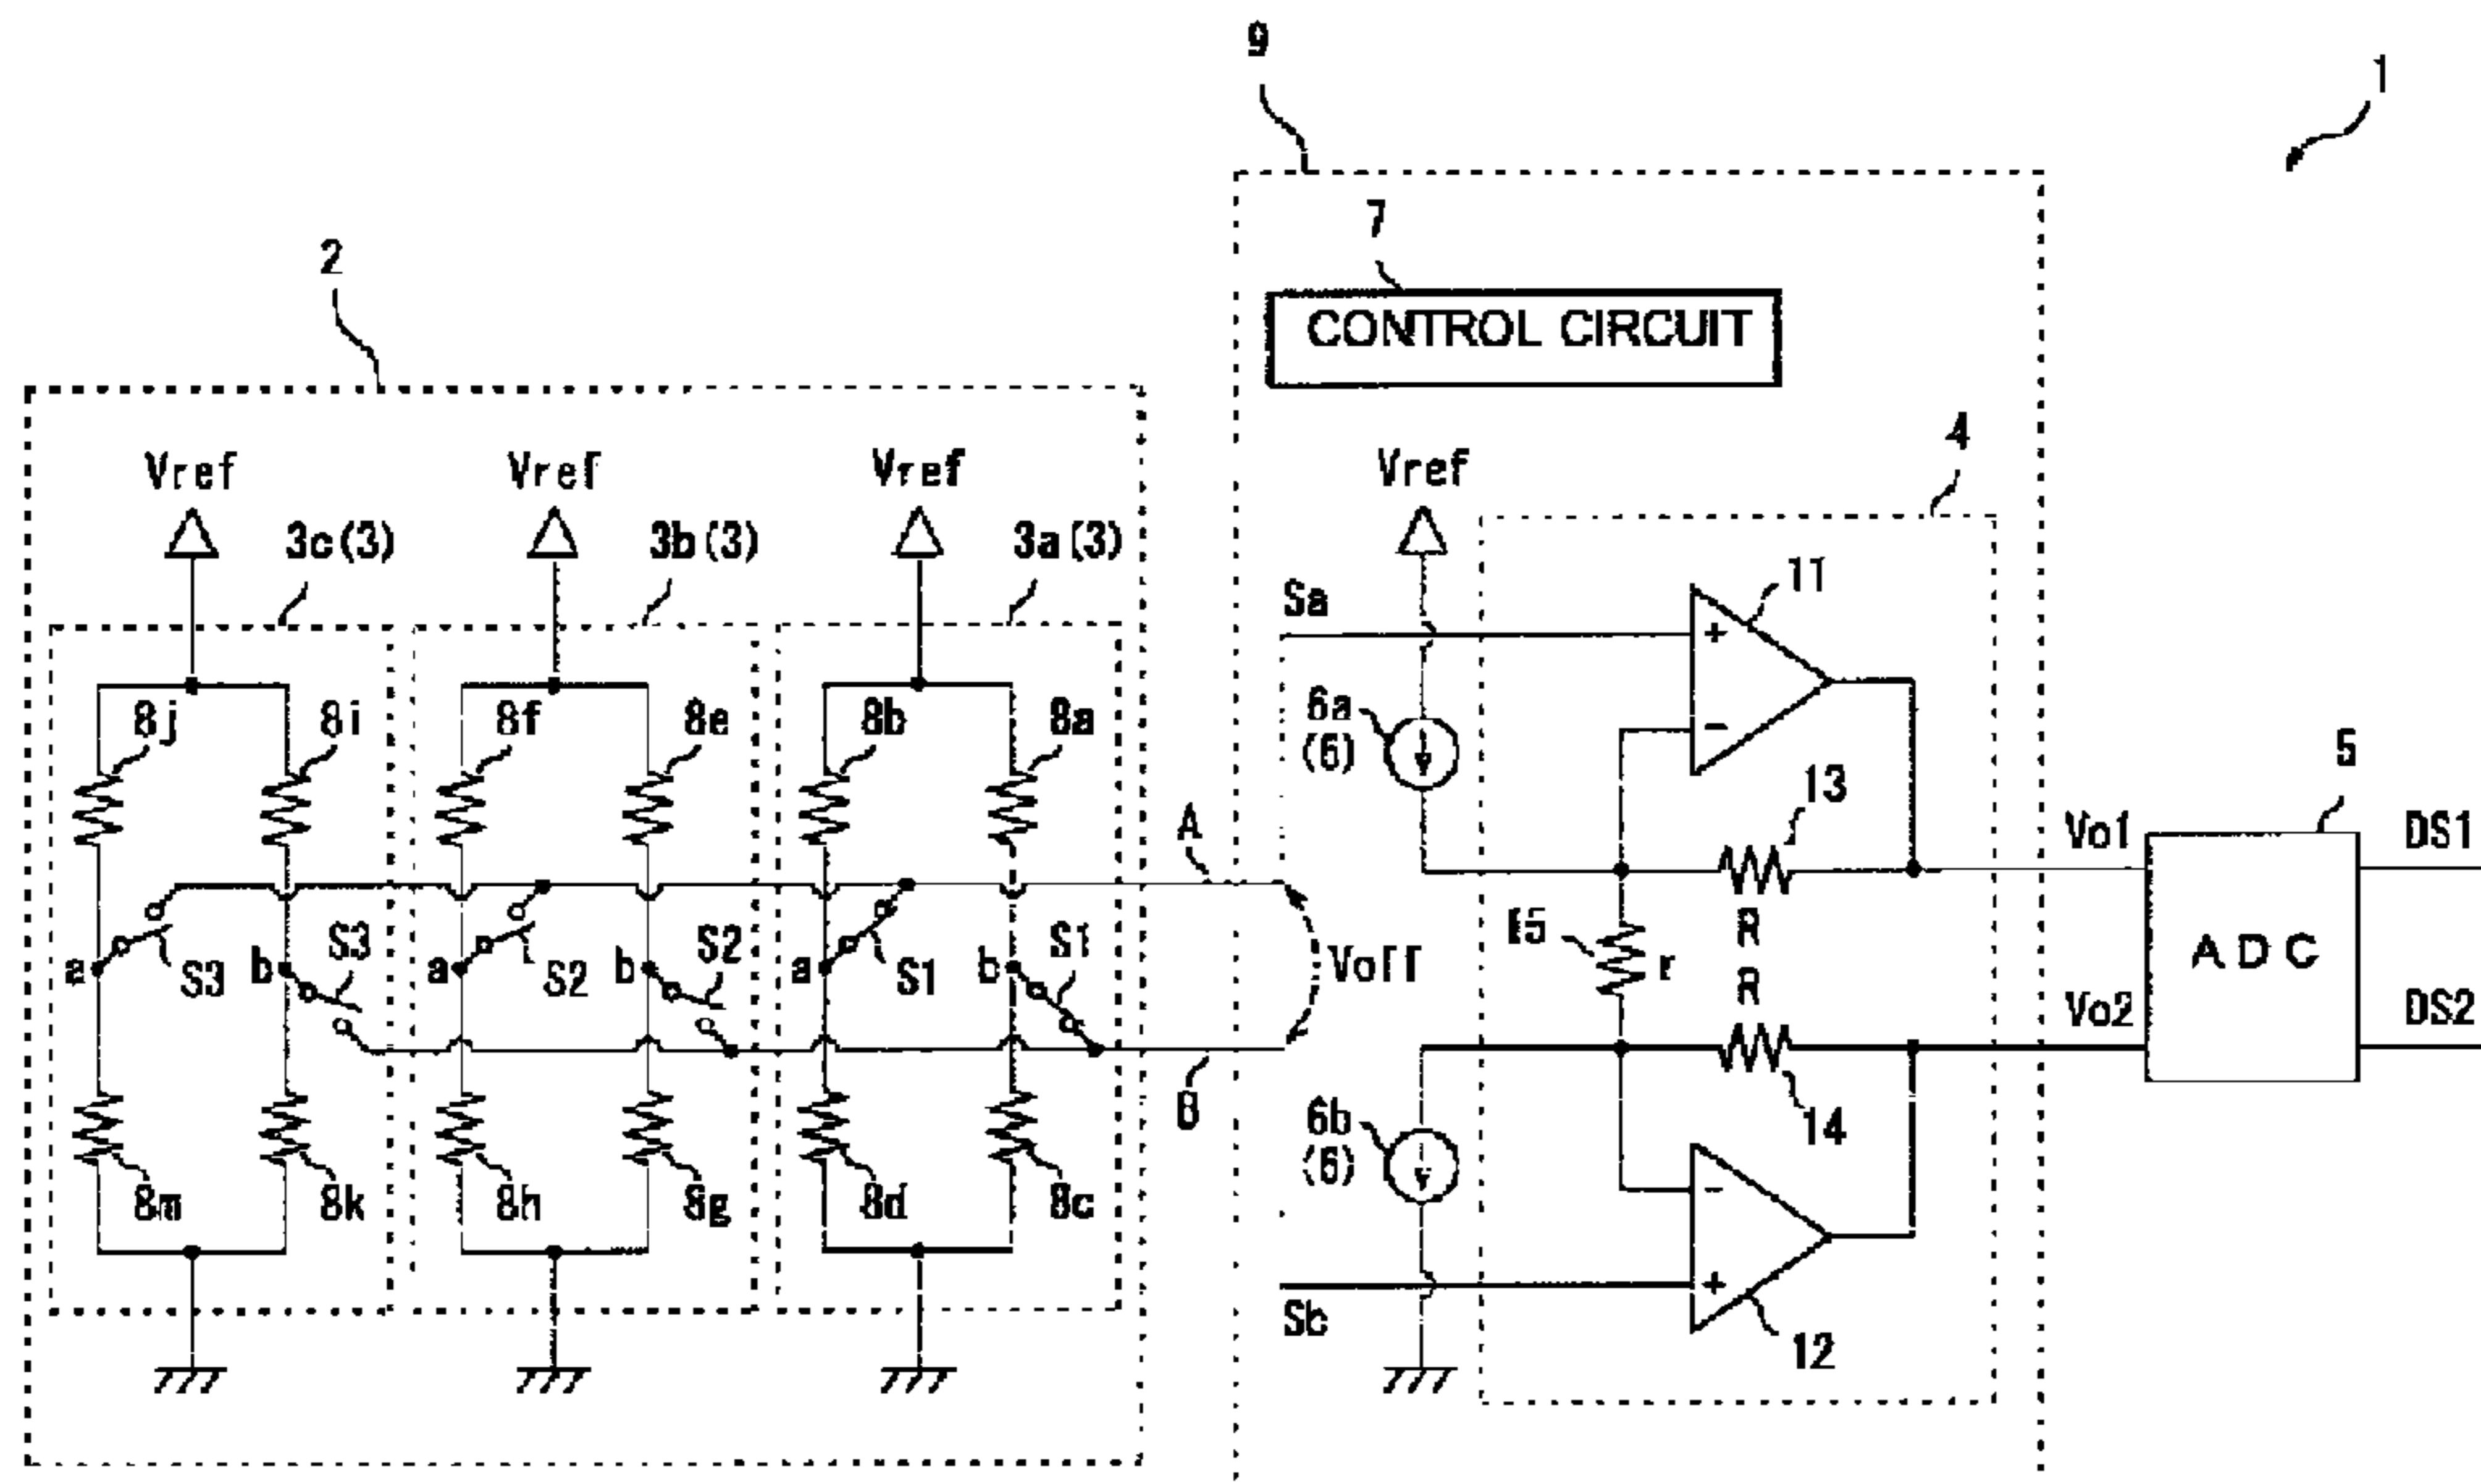 9
1
7
CONTROL CIRCUIT
2
4
Vref Vref Vref Vref
3c(3) 3b(3) 3a(3)
11
Sa
+
8j 8i 8f 8e 8b 8a
6a
(6)
-
5
13
A
Vo1 DS1
15
R
a S3 b S3 a S2 b S2 a S1 b S1
Voff
r
R
ADC
Vo2 DS2
B
6b
(6)
14
-
8m 8k 8h 8g 8d 8c
+
Sb
12